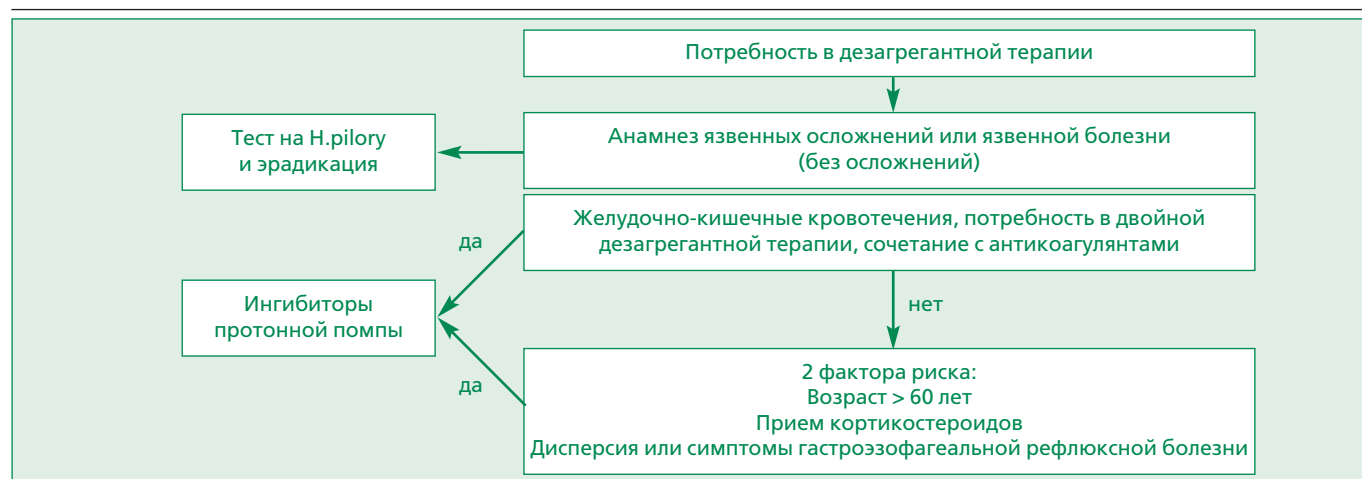 Потребность в дезагрегантной терапии
Тест на H.pilory
и эрадикация
Анамнез язвенных осложнений или язвенной болезни
(без осложнений)
Желудочно-кишечные кровотечения, потребность в двойной
дезагрегантной терапии, сочетание с антикоагулянтами
да
Ингибиторы
протонной помпы
нет
да
2 фактора риска:
Возраст > 60 лет
Прием кортикостероидов
Дисперсия или симптомы гастроэзофагеальной рефлюксной болезни